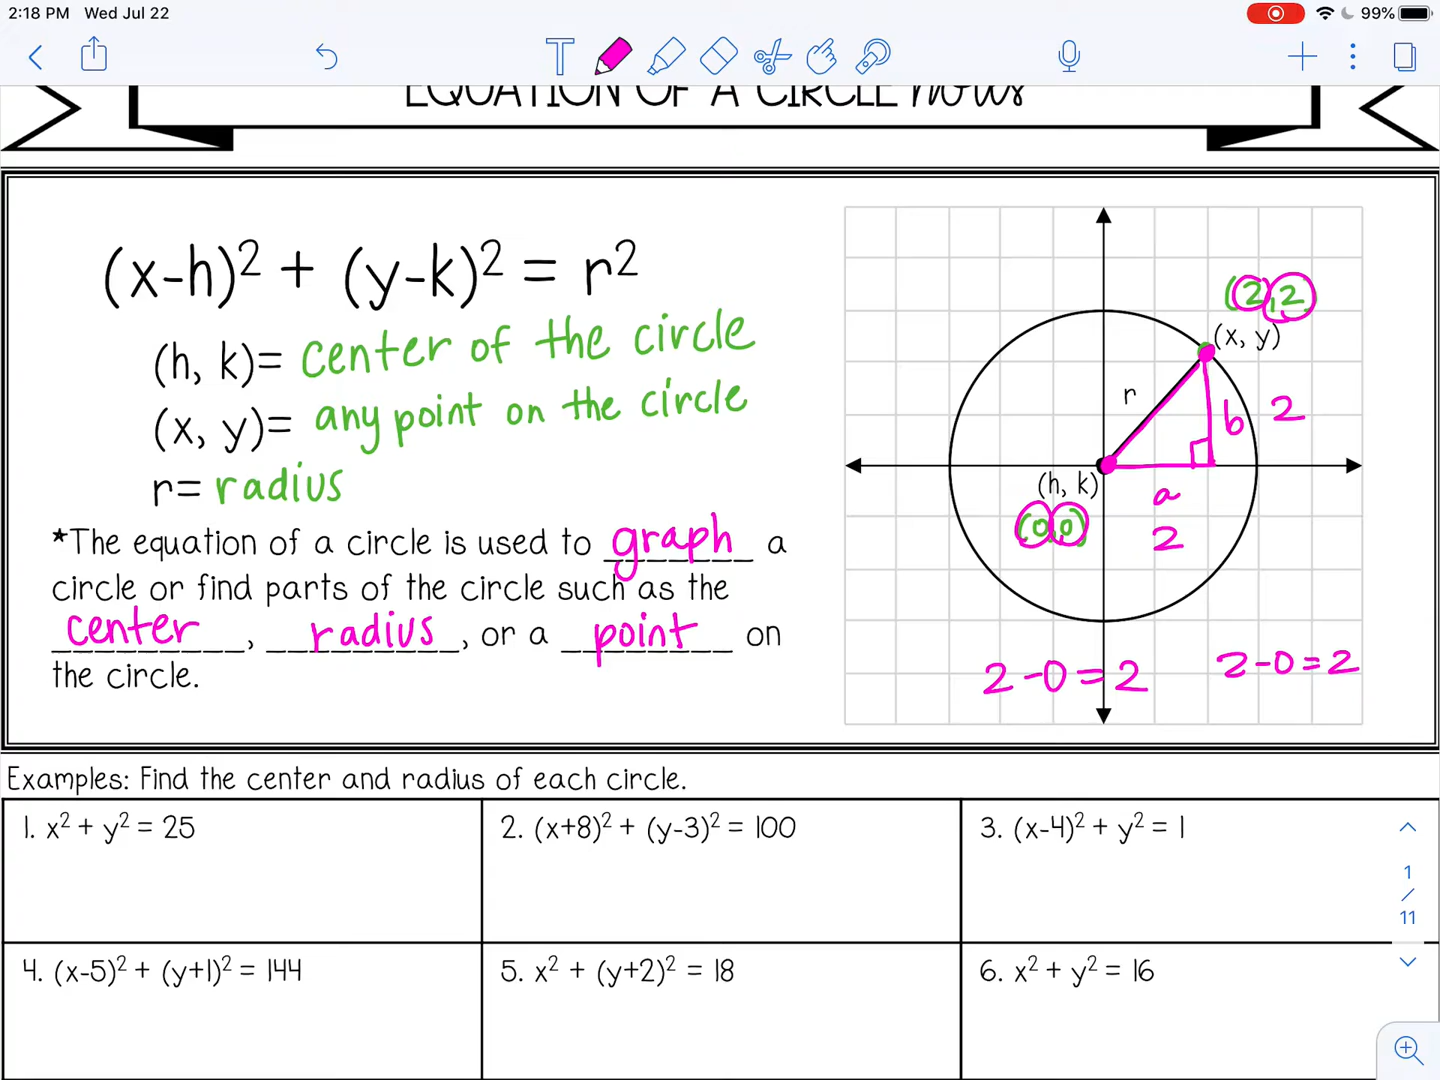 2:18 PM Wed Jul 22
99%
EQUATION OF A CIRCLE notes
(x-h)² + (y-k)² = r²
(h, k)= center of the circle
(x, y)= any point on the circle
r= radius
*The equation of a circle is used to graph a
circle or find parts of the circle such as the
center, radius, or a point on
the circle.
(2,2)
(x, y)
r
b 2
(h, k)
a
(0,0)
2
2-0=2
2-0=2
Examples: Find the center and radius of each circle.
1. x² + y² = 25
2. (x+8)² + (y-3)² = 100
3. (x-4)² + y² = 1
4. (x-5)² + (y+1)² = 144
5. x² + (y+2)² = 18
6. x² + y² = 16
1
/
11